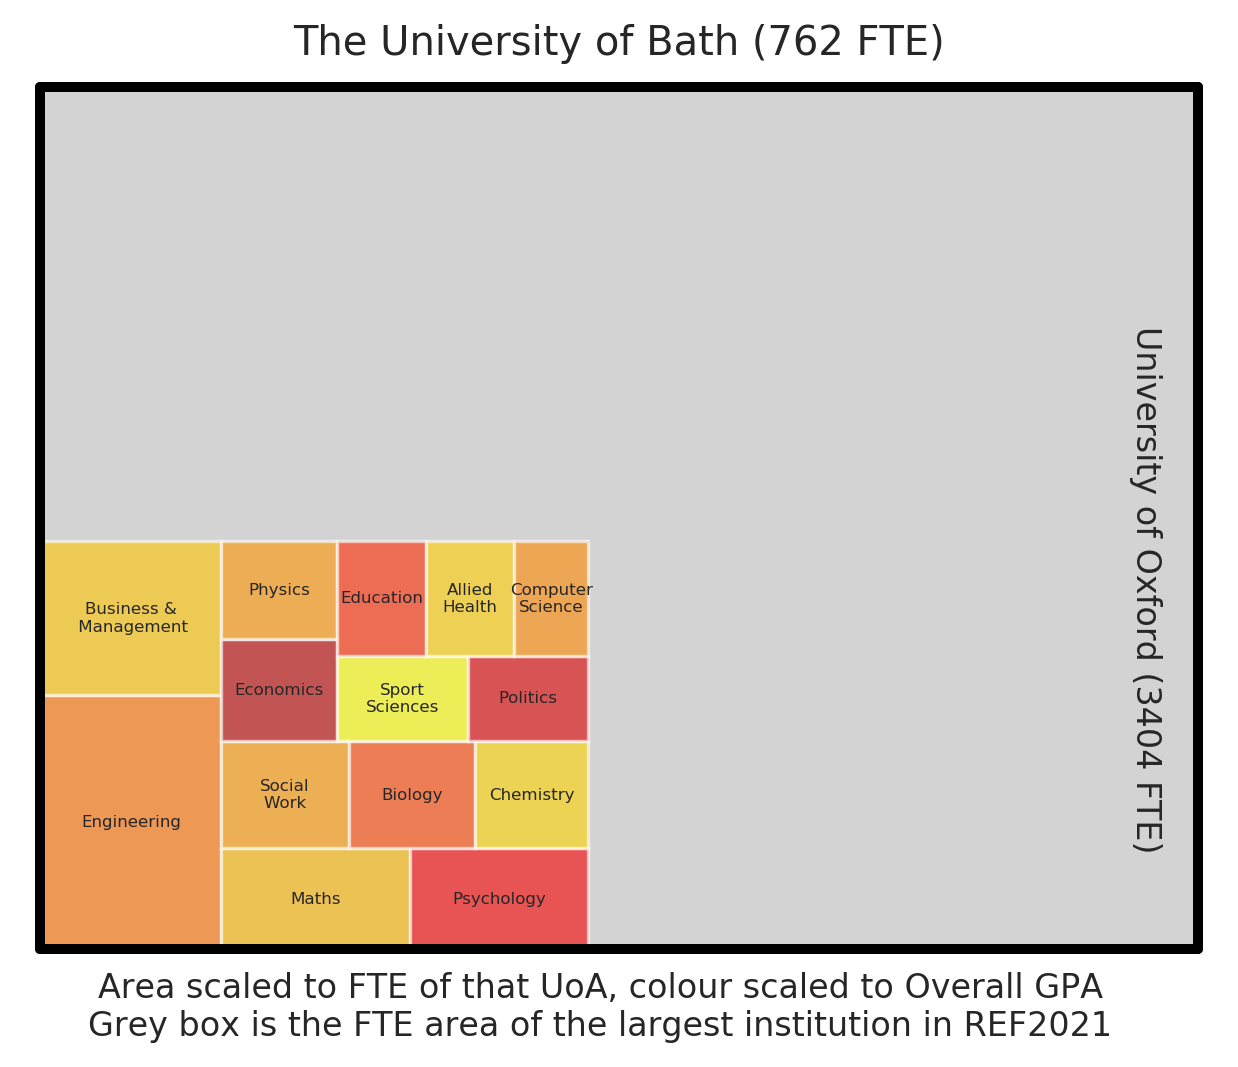 The University of Bath (762 FTE)
University of Oxford (3404 FTE)
Business &
Management
Physics
Education
Allied
Health
Computer
Science
Economics
Sport
Sciences
Politics
Engineering
Social
Work
Biology
Chemistry
Maths
Psychology
Area scaled to FTE of that UoA, colour scaled to Overall GPA
Grey box is the FTE area of the largest institution in REF2021